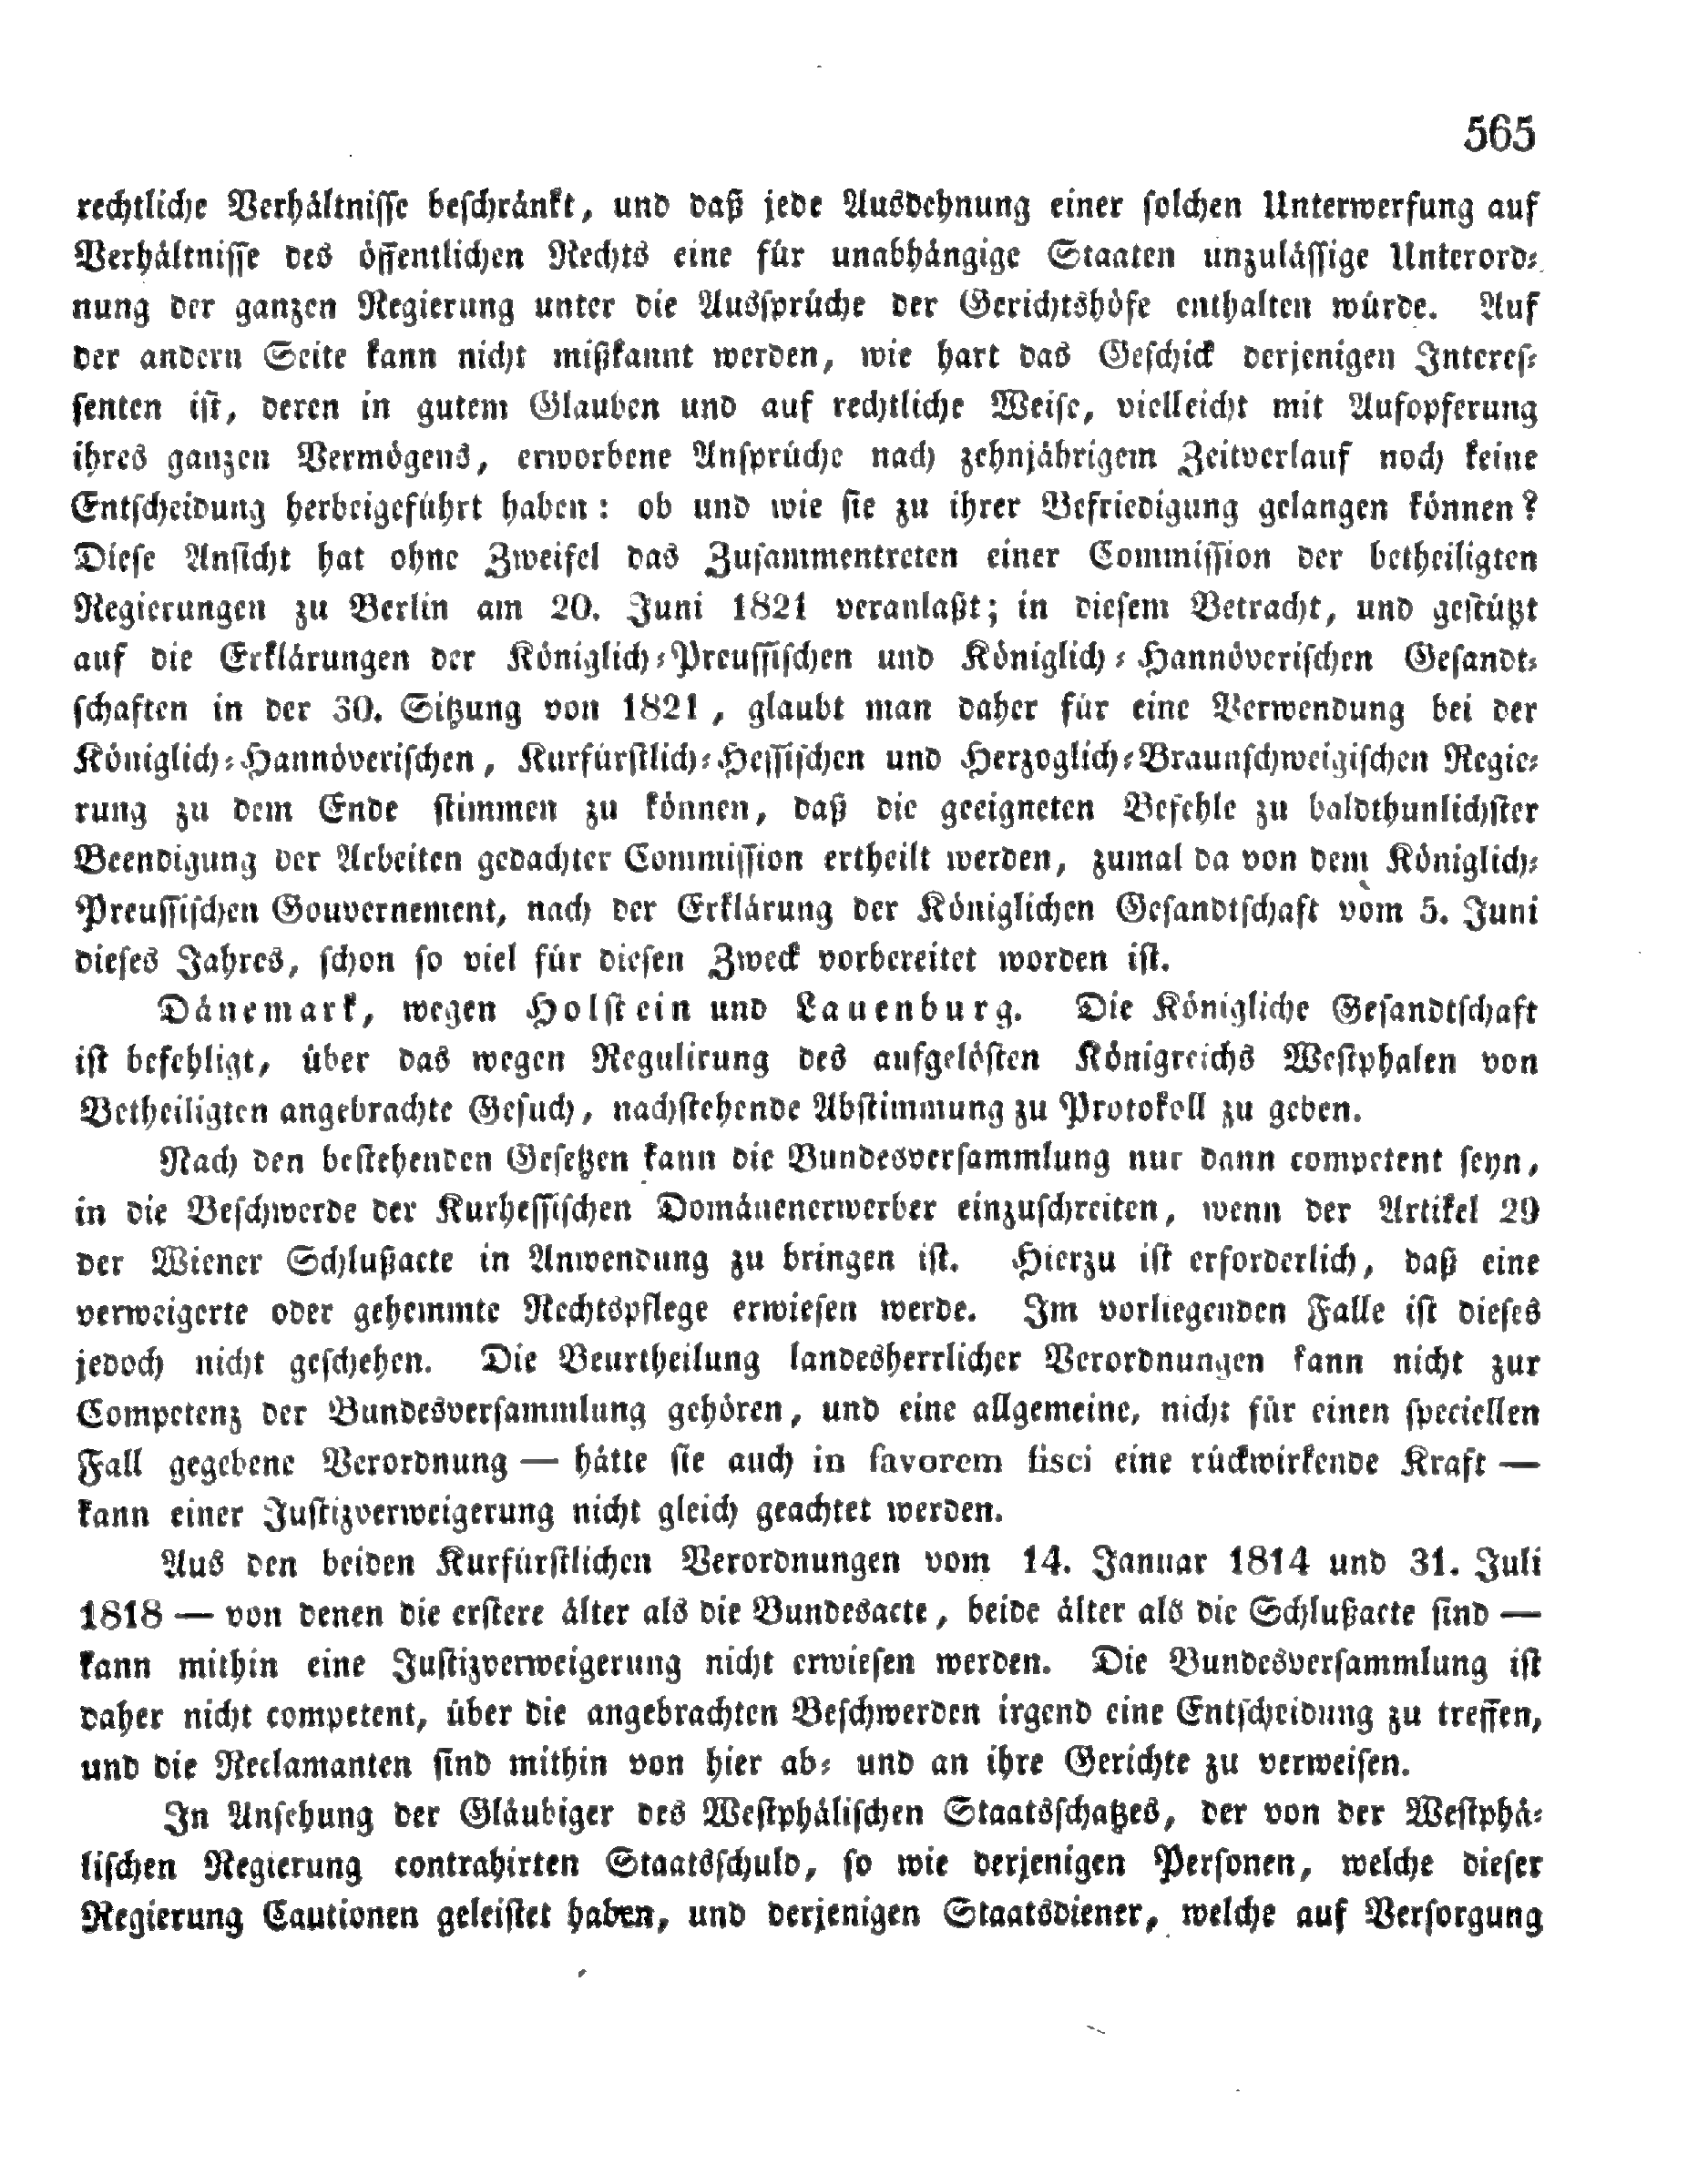 565
rechtliche Verhältnisse beschränkt, und daß jede Ausdehnung einer solchen Unterwerfung auf
Verhältnisse des öffentlichen Rechts eine für unabhängige Staaten unzulässige Unterord-
nung der ganzen Regierung unter die Aussprüche der Gerichtshöfe enthalten würde. Auf
der andern Seite kann nicht mißkannt werden, wie hart das Geschick derjenigen Interes-
senten ist, deren in gutem Glauben und auf rechtliche Weise, vielleicht mit Aufopferung
ihres ganzen Vermögens, erworbene Ansprüche nach zehnjährigem Zeitverlauf noch keine
Entscheidung herbeigeführt haben: ob und wie sie zu ihrer Befriedigung gelangen können?
Diese Ansicht hat ohne Zweifel das Zusammentreten einer Commission der betheiligten
Regierungen zu Berlin am 20. Juni 1821 veranlaßt; in diesem Betracht, und gestützt
auf die Erklärungen der Königlich-Preussischen und Königlich-Hannöverischen Gesandt-
schaften in der 30. Sitzung von 1821, glaubt man daher für eine Verwendung bei der
Königlich-Hannöverischen, Kurfürstlich-Hessischen und Herzoglich-Braunschweigischen Regie-
rung zu dem Ende stimmen zu können, daß die geeigneten Befehle zu baldthunlichster
Beendigung der Arbeiten gedachter Commission ertheilt werden, zumal da von dem Königlich-
Preussischen Gouvernement, nach der Erklärung der Königlichen Gesandtschaft vom 5. Juni
dieses Jahres, schon so viel für diesen Zweck vorbereitet worden ist.
Dänemark, wegen Holstein und Lauenburg. Die Königliche Gesandtschaft
ist befehligt, über das wegen Regulirung des aufgelösten Königreichs Westphalen von
Betheiligten angebrachte Gesuch, nachstehende Abstimmung zu Protokoll zu geben.
Nach den bestehenden Gesetzen kann die Bundesversammlung nur dann competent seyn,
in die Beschwerde der Kurhessischen Domänenerwerber einzuschreiten, wenn der Artikel 29
der Wiener Schlußacte in Anwendung zu bringen ist. Hierzu ist erforderlich, daß eine
verweigerte oder gehemmte Rechtspflege erwiesen werde. Im vorliegenden Falle ist dieses
jedoch nicht geschehen. Die Beurtheilung landesherrlicher Verordnungen kann nicht zur
Competenz der Bundesversammlung gehören, und eine allgemeine, nicht für einen speciellen
Fall gegebene Verordnung — hätte sie auch in favorem fisci eine rückwirkende Kraft —
kann einer Justizverweigerung nicht gleich geachtet werden.
Aus den beiden Kurfürstlichen Verordnungen vom 14. Januar 1814 und 31. Juli
1818 — von denen die erstere älter als die Bundesacte, beide älter als die Schlußacte sind —
kann mithin eine Justizverweigerung nicht erwiesen werden. Die Bundesversammlung ist
daher nicht competent, über die angebrachten Beschwerden irgend eine Entscheidung zu treffen,
und die Reclamanten sind mithin von hier ab- und an ihre Gerichte zu verweisen.
In Ansehung der Gläubiger des Westphälischen Staatsschatzes, der von der Westphä-
lischen Regierung contrahirten Staatsschuld, so wie derjenigen Personen, welche dieser
Regierung Cautionen geleistet haben, und derjenigen Staatsdiener, welche auf Versorgung